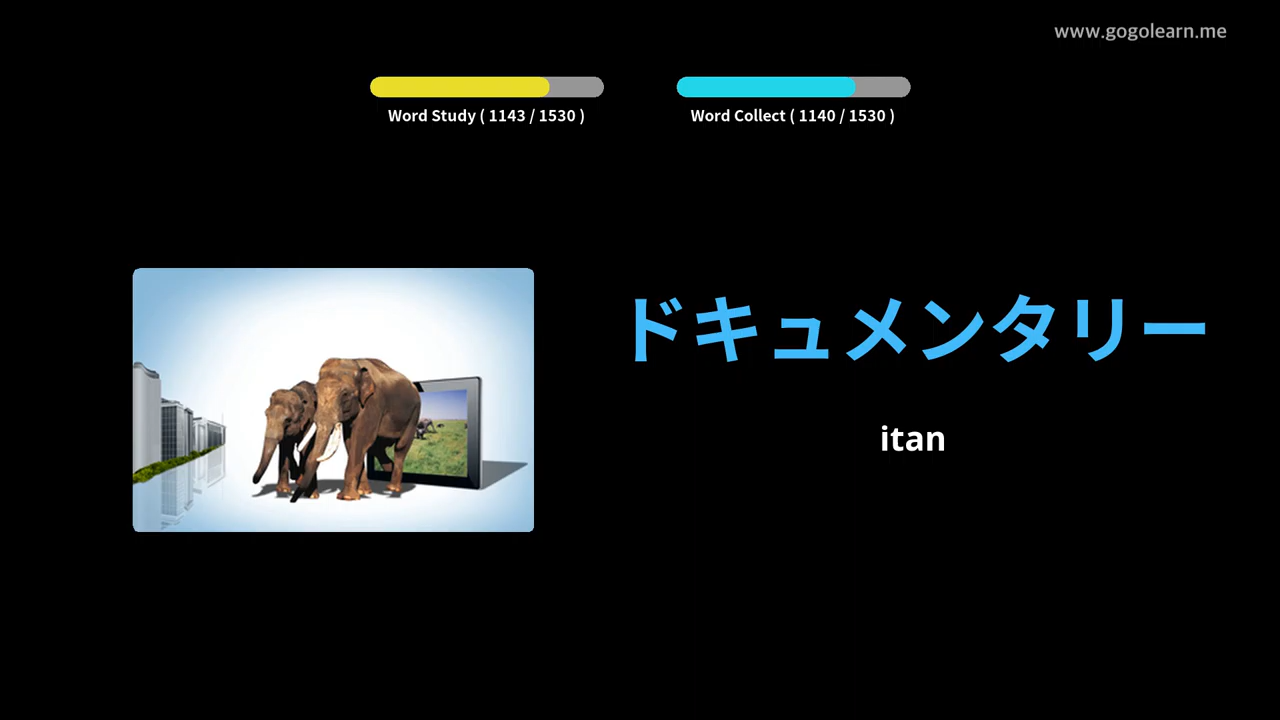 www.gogolearn.me
Word Study ( 1143 / 1530 )
Word Collect ( 1140 / 1530 )
ドキュメンタリー
itan